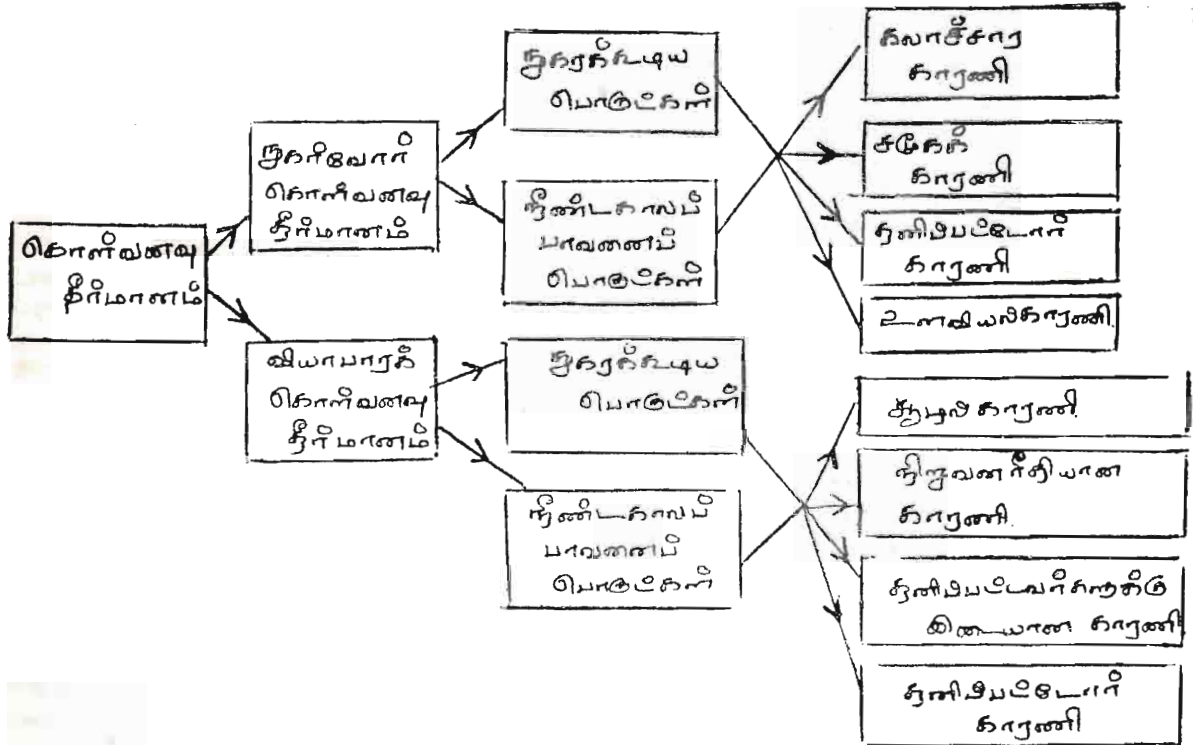 கொள்வனவு
தீர்மானம்
நுகர்வோர்
கொள்வனவு
தீர்மானம்
வியாபாரக்
கொள்வனவு
தீர்மானம்
நுகரக்கூடிய
பொருட்கள்
நீண்டகாலப்
பாவனைப்
பொருட்கள்
நுகரக்கூடிய
பொருட்கள்
நீண்டகாலப்
பாவனைப்
பொருட்கள்
கலாச்சார
காரணி
சமூகக்
காரணி
தனிப்பட்டோர்
காரணி
உளவியல்காரணி.
சூழல் காரணி.
நிறுவனரீதியான
காரணி.
தனிப்பட்டவர்களுக்கு
இடையான காரணி
தனிப்பட்டோர்
காரணி